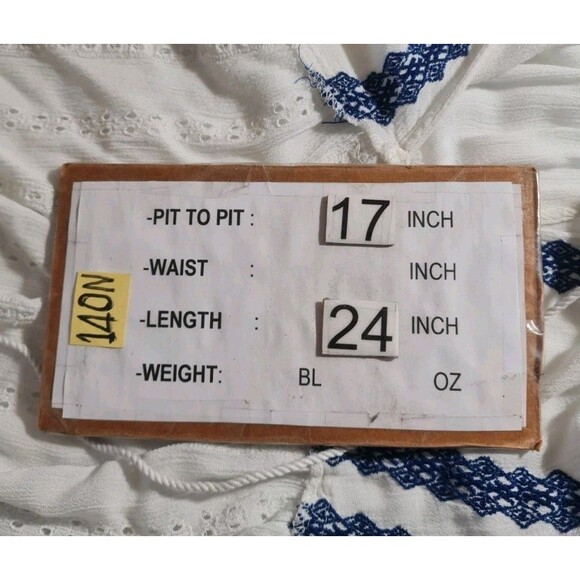 -PIT TO PIT : 17 INCH
-WAIST : INCH
140N
-LENGTH : 24 INCH
-WEIGHT: BL OZ